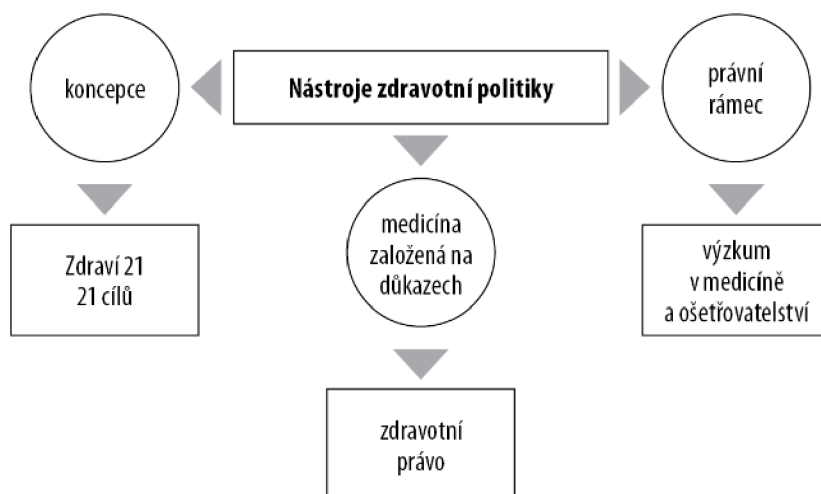 koncepce
Nástroje zdravotní politiky
právní
rámec
Zdraví 21
21 cílů
medicína
založená na
důkazech
výzkum
v medicíně
a ošetřovatelství
zdravotní
právo